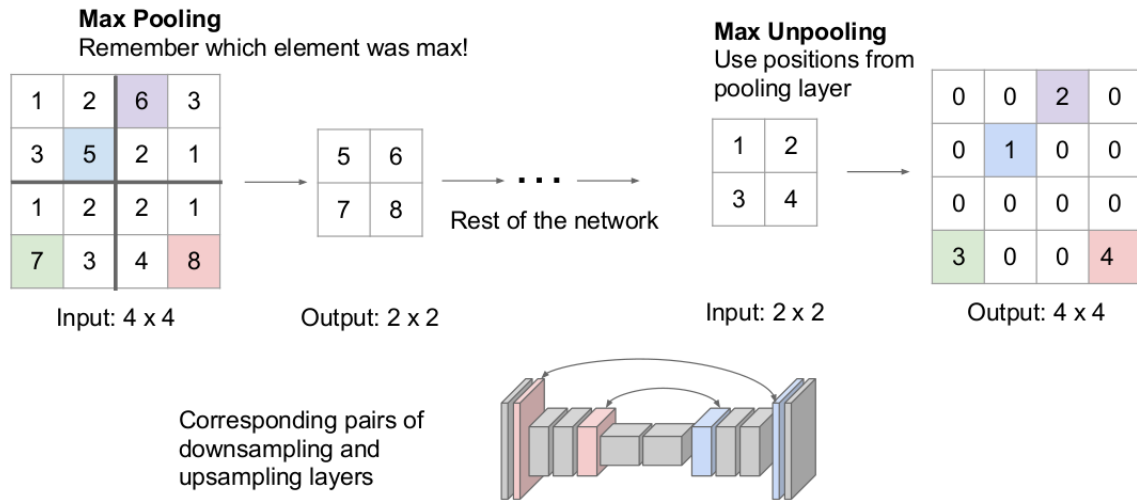 Max Pooling
Remember which element was max!
1 2 6 3
3 5 2 1
1 2 2 1
7 3 4 8
Input: 4 x 4
5 6
7 8
Output: 2 x 2
...
Rest of the network
Max Unpooling
Use positions from
pooling layer
1 2
3 4
Input: 2 x 2
0 0 2 0
0 1 0 0
0 0 0 0
3 0 0 4
Output: 4 x 4
Corresponding pairs of
downsampling and
upsampling layers